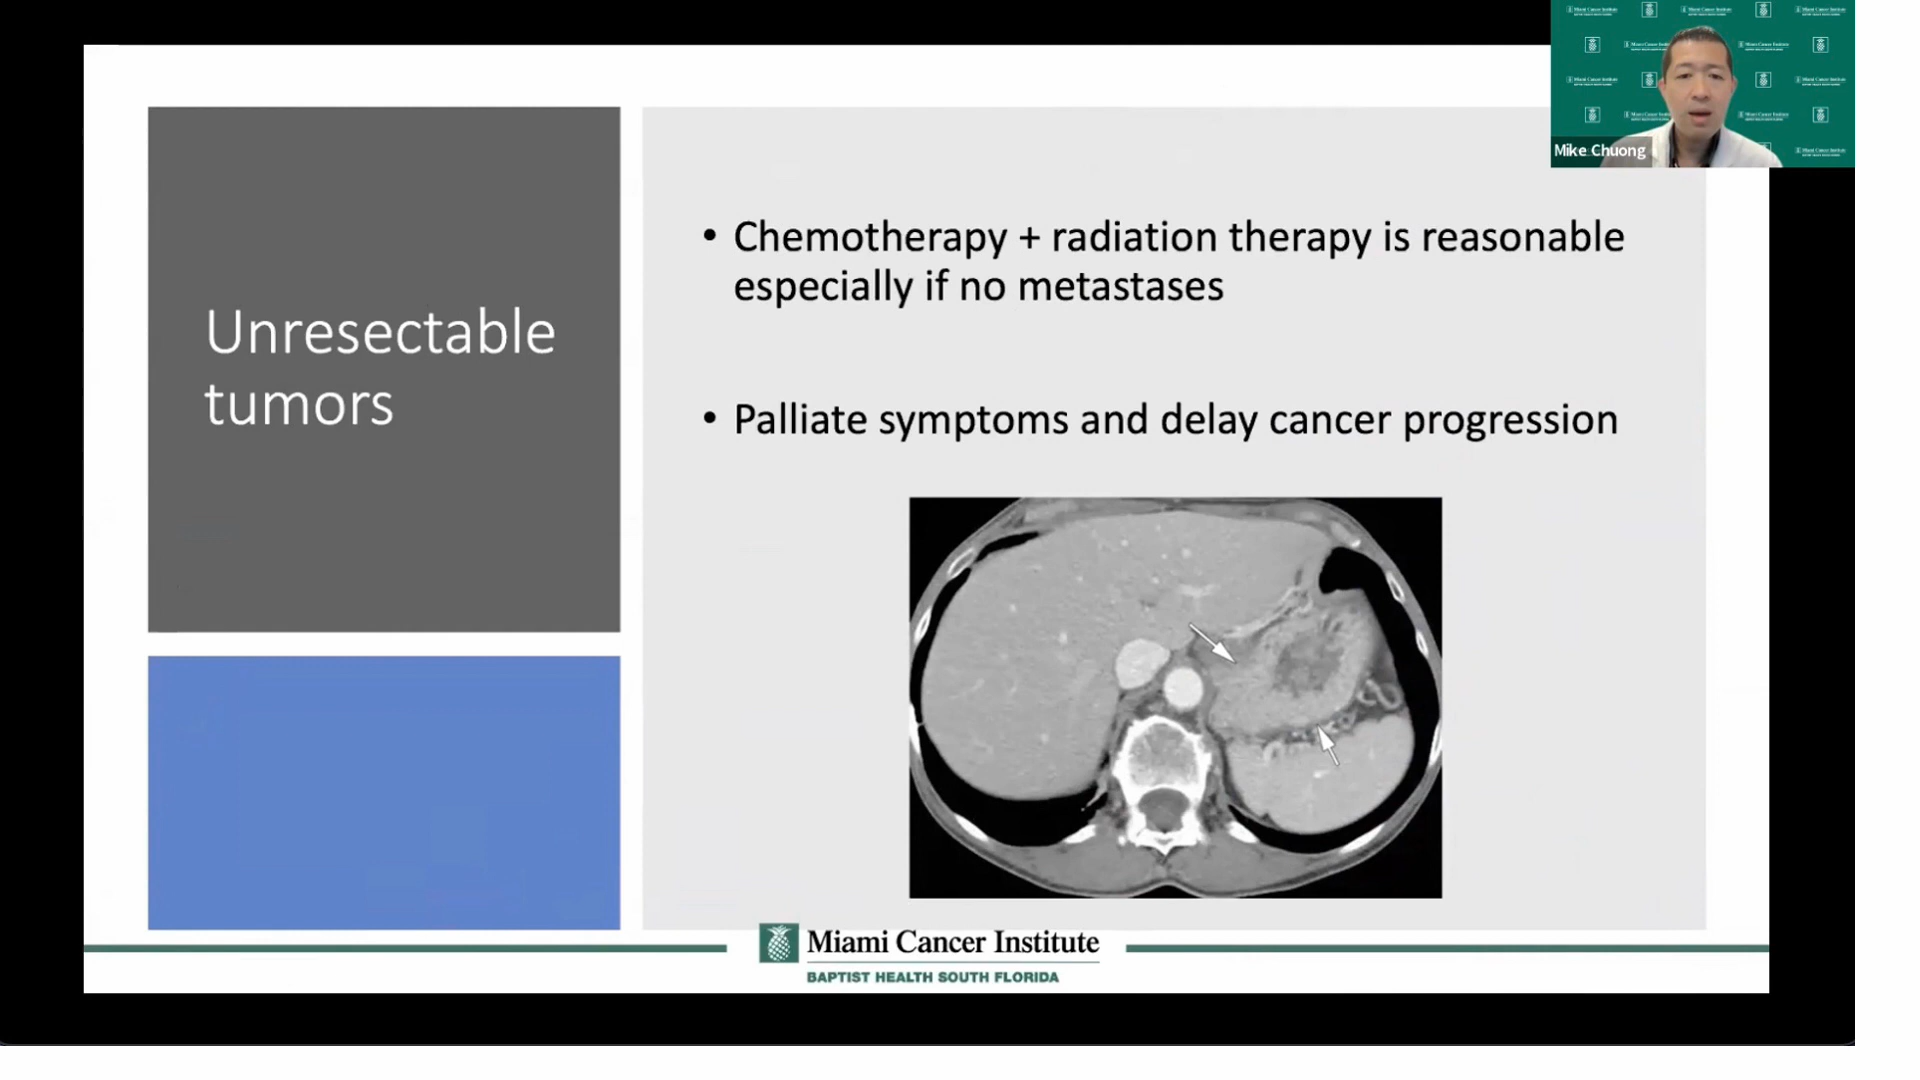 Unresectable
tumors
• Chemotherapy + radiation therapy is reasonable
especially if no metastases
• Palliate symptoms and delay cancer progression
Miami Cancer Institute
BAPTIST HEALTH SOUTH FLORIDA
Mike Chuong